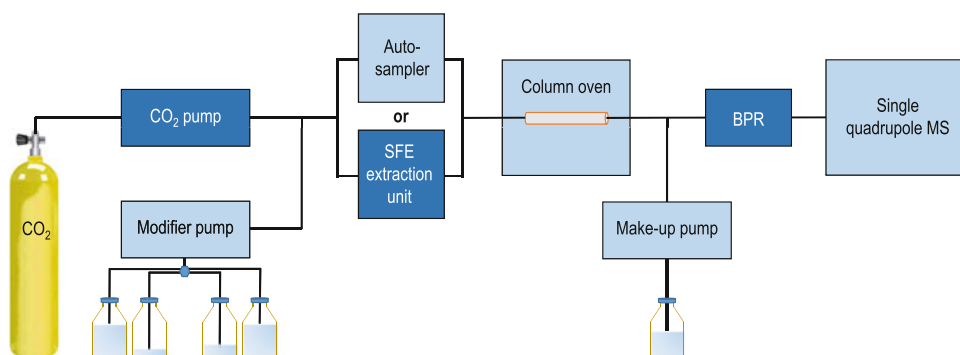 Auto-
sampler
or
SFE
extraction
unit
CO₂ pump
Column oven
BPR
Single
quadrupole MS
CO₂
Modifier pump
Make-up pump